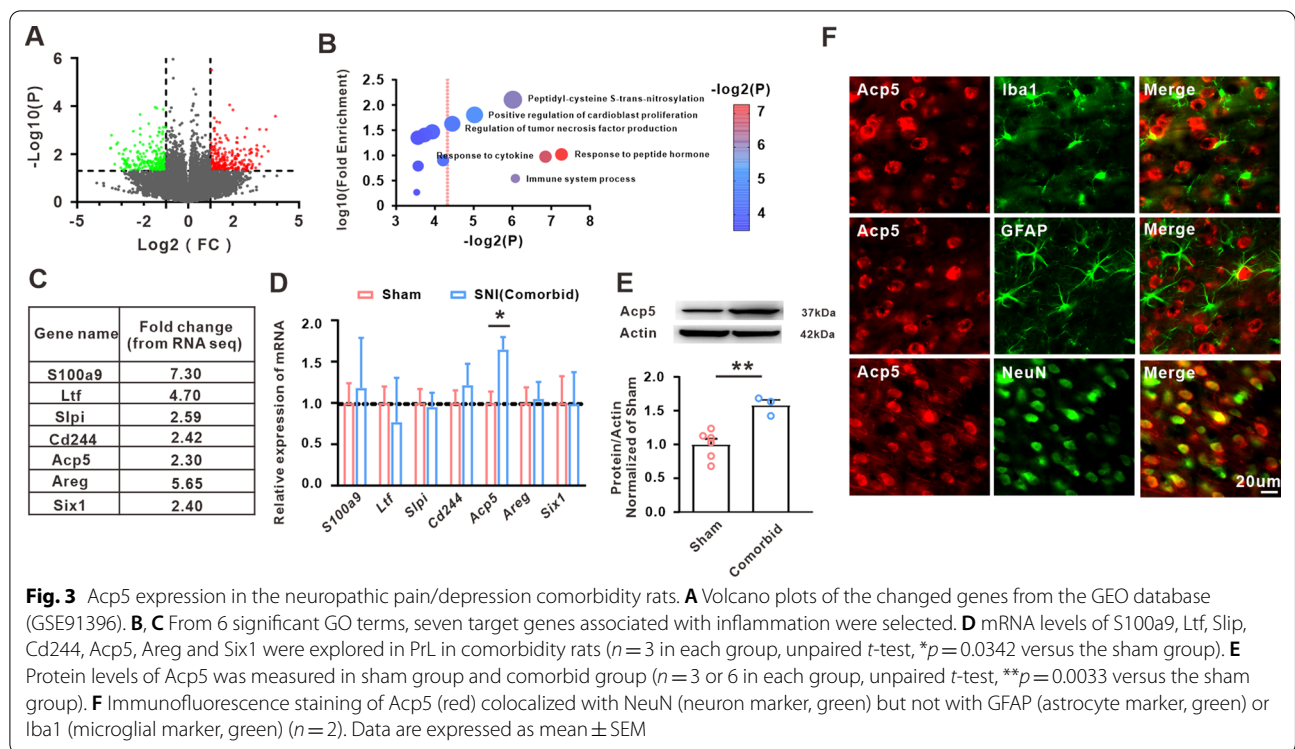 A
-Log10(P)
6
4
2
0
-5
0
5
Log2（FC）
B
log10(Fold Enrichment)
2.5
2.0
1.5
1.0
0.5
0
3
4
5
6
7
8
-log2(P)
Peptidyl-cysteine S-trans-nitrosylation
Positive regulation of cardioblast proliferation
Regulation of tumor necrosis factor production
Response to cytokine
Response to peptide hormone
Immune system process
-log2(P)
7
6
5
4
C
Gene name
Fold change
(from RNA seq)
S100a9 7.30
Ltf 4.70
Slpi 2.59
Cd244 2.42
Acp5 2.30
Areg 5.65
Six1 2.40
D
Sham
SNI(Comorbid)
Relative expression of mRNA
2.0
1.5
1.0
0.5
0.0
*
S100a9
Ltf
Slpi
Cd244
Acp5
Areg
Six1
E
Acp5 37kDa
Actin 42kDa
**
Protein/Actin
Normalized of Sham
2.0
1.5
1.0
0.5
0.0
Sham
Comorbid
F
Acp5 Iba1 Merge
Acp5 GFAP Merge
Acp5 NeuN Merge
20um
Fig. 3 Acp5 expression in the neuropathic pain/depression comorbidity rats. A Volcano plots of the changed genes from the GEO database
(GSE91396). B, C From 6 significant GO terms, seven target genes associated with inflammation were selected. D mRNA levels of S100a9, Ltf, Slip,
Cd244, Acp5, Areg and Six1 were explored in PrL in comorbidity rats (n = 3 in each group, unpaired t-test, *p = 0.0342 versus the sham group). E
Protein levels of Acp5 was measured in sham group and comorbid group (n = 3 or 6 in each group, unpaired t-test, **p = 0.0033 versus the sham
group). F Immunofluorescence staining of Acp5 (red) colocalized with NeuN (neuron marker, green) but not with GFAP (astrocyte marker, green) or
Iba1 (microglial marker, green) (n = 2). Data are expressed as mean ± SEM